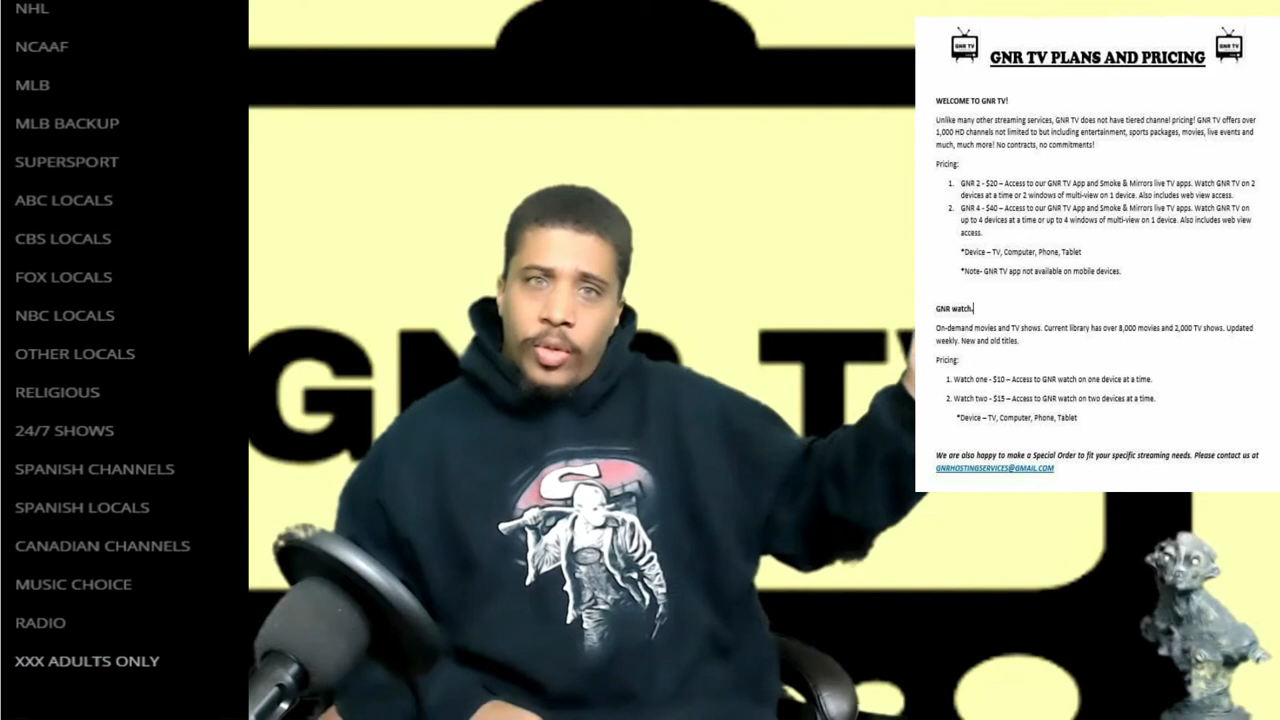 NHL
NCAAF
MLB
MLB BACKUP
SUPERSPORT
ABC LOCALS
CBS LOCALS
FOX LOCALS
NBC LOCALS
OTHER LOCALS
RELIGIOUS
24/7 SHOWS
SPANISH CHANNELS
SPANISH LOCALS
CANADIAN CHANNELS
MUSIC CHOICE
RADIO
XXX ADULTS ONLY
GNR TV
GNR TV
GNR TV PLANS AND PRICING
WELCOME TO GNR TV!
Unlike many other streaming services, GNR TV does not have tiered channel pricing! GNR TV offers over
1,000 HD channels not limited to but including entertainment, sports packages, movies, live events and
much, much more! No contracts, no commitments!
Pricing:
1. GNR 2 - $20 – Access to our GNR TV App and Smoke & Mirrors live TV apps. Watch GNR TV on 2
devices at a time or 2 windows of multi-view on 1 device. Also includes web view access.
2. GNR 4 - $40 – Access to our GNR TV App and Smoke & Mirrors live TV apps. Watch GNR TV on
up to 4 devices at a time or up to 4 windows of multi-view on 1 device. Also includes web view
access.
*Device – TV, Computer, Phone, Tablet
*Note- GNR TV app not available on mobile devices.
GNR watch.
On-demand movies and TV shows. Current library has over 8,000 movies and 2,000 TV shows. Updated
weekly. New and old titles.
Pricing:
1. Watch one - $10 – Access to GNR watch on one device at a time.
2. Watch two - $15 – Access to GNR watch on two devices at a time.
*Device – TV, Computer, Phone, Tablet
We are also happy to make a Special Order to fit your specific streaming needs. Please contact us at
GNRHOSTINGSERVICES@GMAIL.COM
GN TV